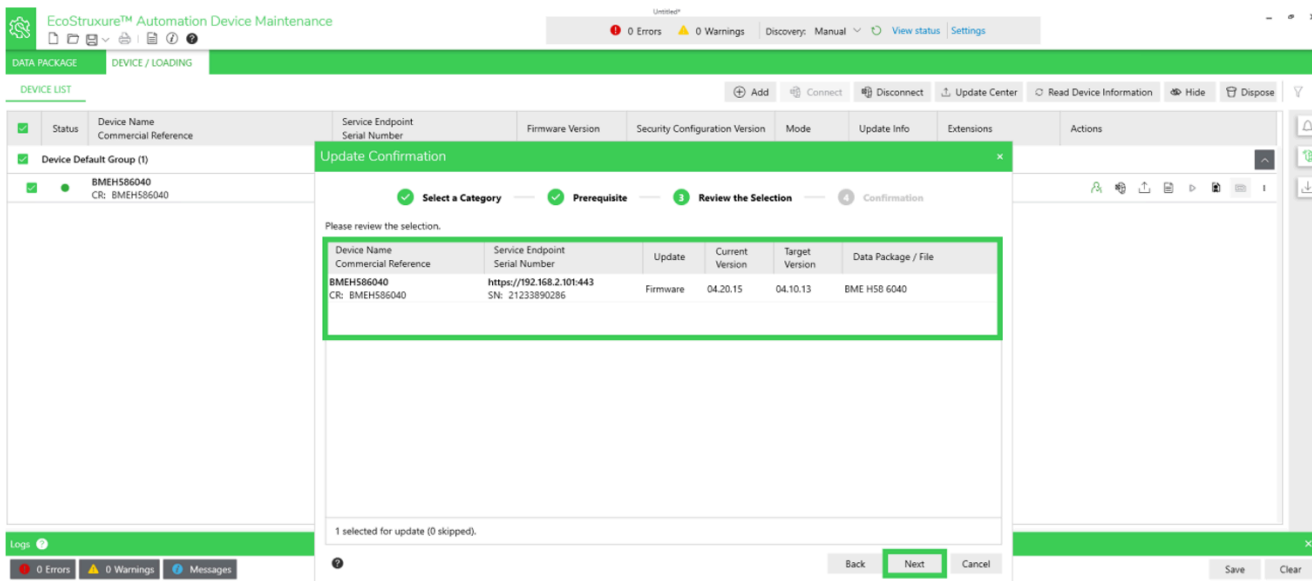 Untitled*
EcoStruxure™ Automation Device Maintenance
0 Errors 0 Warnings Discovery: Manual View status Settings
DATA PACKAGE DEVICE / LOADING
DEVICE LIST
Add Connect Disconnect Update Center Read Device Information Hide Dispose
Status Device Name Service Endpoint Firmware Version Security Configuration Version Mode Update Info Extensions Actions
Commercial Reference Serial Number
Device Default Group (1)
BMEH586040
CR: BMEH586040
Update Confirmation
Select a Category Prerequisite 3 Review the Selection 4 Confirmation
Please review the selection.
Device Name Service Endpoint Update Current Target Data Package / File
Commercial Reference Serial Number Version Version
BMEH586040 https://192.168.2.101:443 Firmware 04.20.15 04.10.13 BME H58 6040
CR: BMEH586040 SN: 21233890286
1 selected for update (0 skipped).
Back Next Cancel
Logs
0 Errors 0 Warnings Messages Save Clear